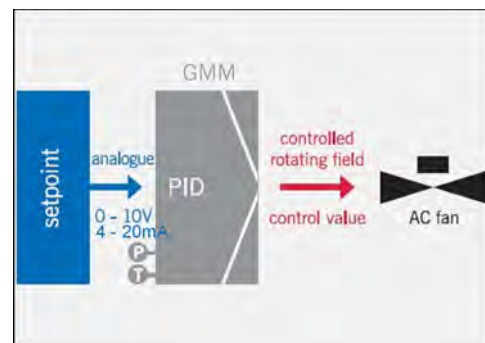 GMM
setpoint
analogue
0 - 10V
4 - 20mA
PID
P
T
controlled
rotating field
control value
AC fan